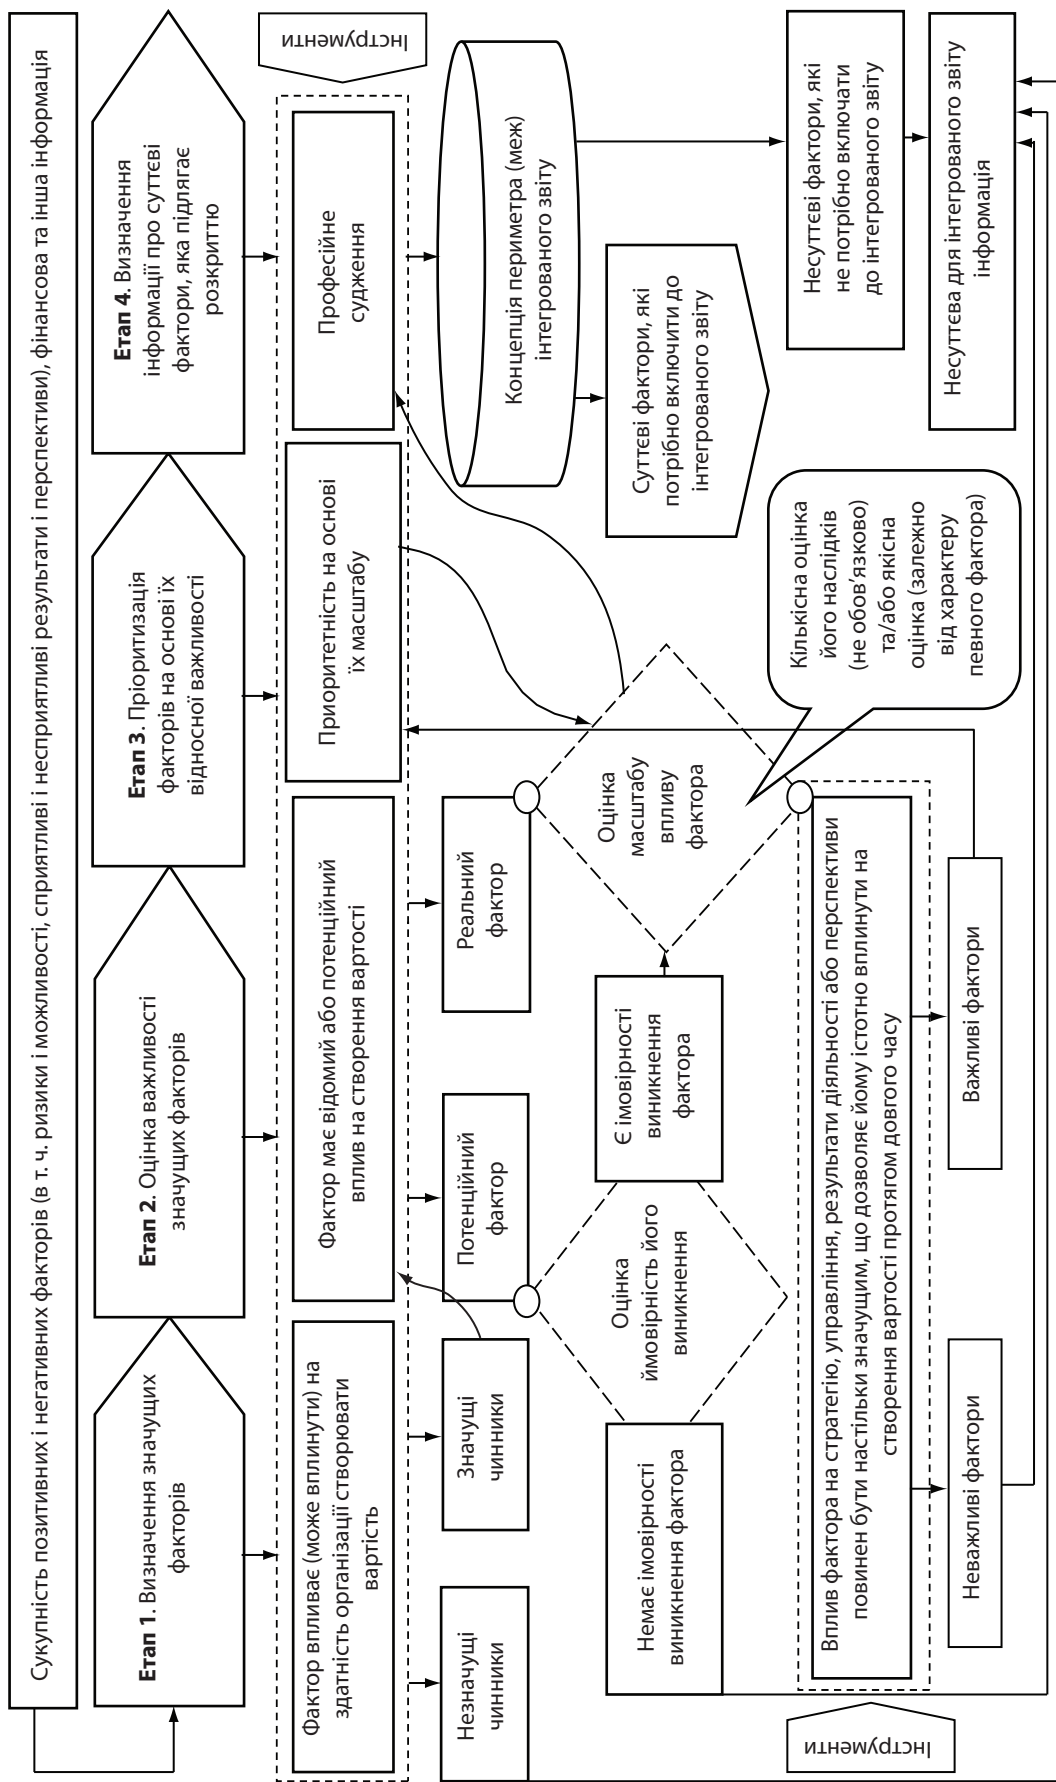 Сукупність позитивних і негативних факторів (в т. ч. ризики і можливості, сприятливі і несприятливі результати і перспективи), фінансова та інша інформація
Етап 1. Визначення значущих
факторів
Етап 2. Оцінка важливості
значущих факторів
Етап 3. Пріоритизація
факторів на основі їх
відносної важливості
Етап 4. Визначення
інформації про суттєві
фактори, яка підлягає
розкриттю
Інструменти
Фактор впливає (може вплинути) на
здатність організації створювати
вартість
Фактор має відомий або потенційний
вплив на створення вартості
Приоритетність на основі
їх масштабу
Професійне
судження
Незначущі
чинники
Значущі
чинники
Потенційний
фактор
Реальний
фактор
Концепція периметра (меж)
інтегрованого звіту
Немає імовірності
виникнення фактора
Оцінка
ймовірність його
виникнення
Є імовірності
виникнення
фактора
Оцінка
масштабу
впливу
фактора
Суттєві фактори, які
потрібно включити до
інтегрованого звіту
Кількісна оцінка
його наслідків
(не обов’язково)
та/або якісна
оцінка (залежно
від характеру
певного фактора)
Несуттєві фактори, які
не потрібно включати
до інтегрованого звіту
Інструменти
Вплив фактора на стратегію, управління, результати діяльності або перспективи
повинен бути настільки значущим, що дозволяє йому істотно вплинути на
створення вартості протягом довгого часу
Неважливі фактори
Важливі фактори
Несуттєва для інтегрованого звіту
інформація